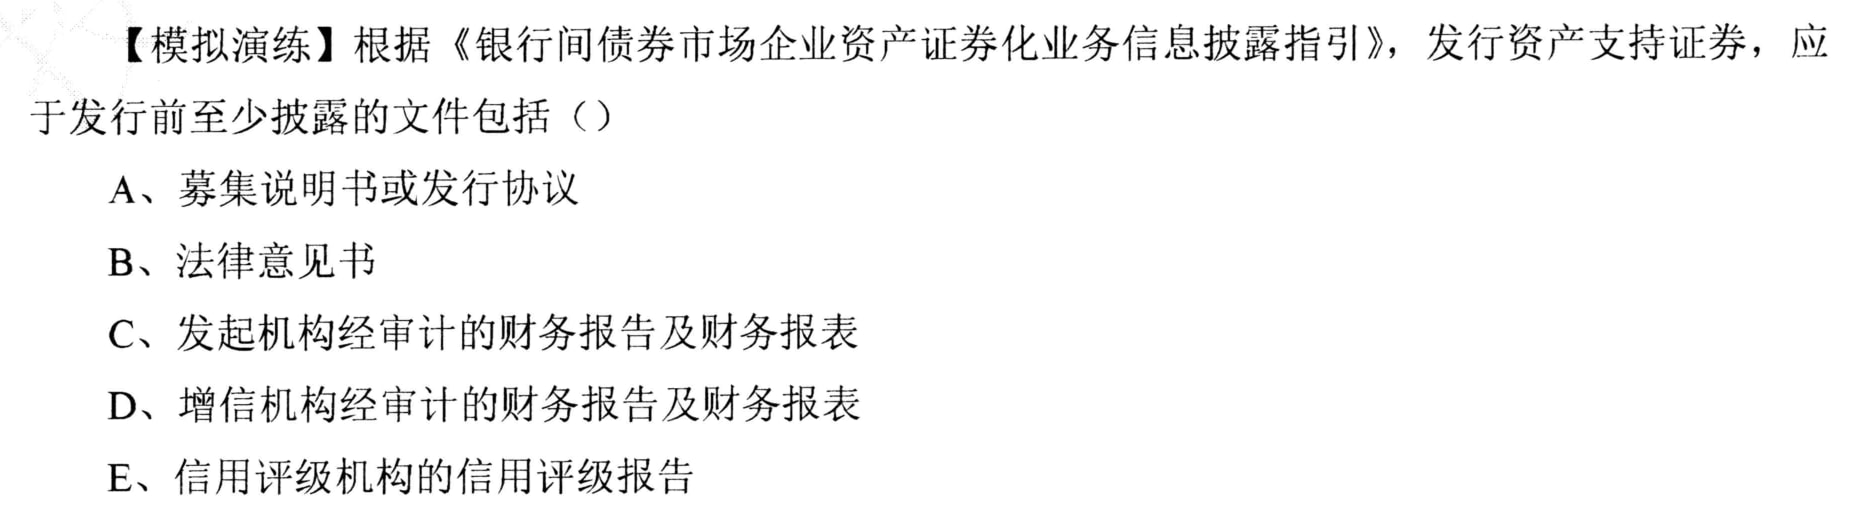 【模拟演练】根据《银行间债券市场企业资产证券化业务信息披露指引》，发行资产支持证券，应
于发行前至少披露的文件包括（）
A、募集说明书或发行协议
B、法律意见书
C、发起机构经审计的财务报告及财务报表
D、增信机构经审计的财务报告及财务报表
E、信用评级机构的信用评级报告